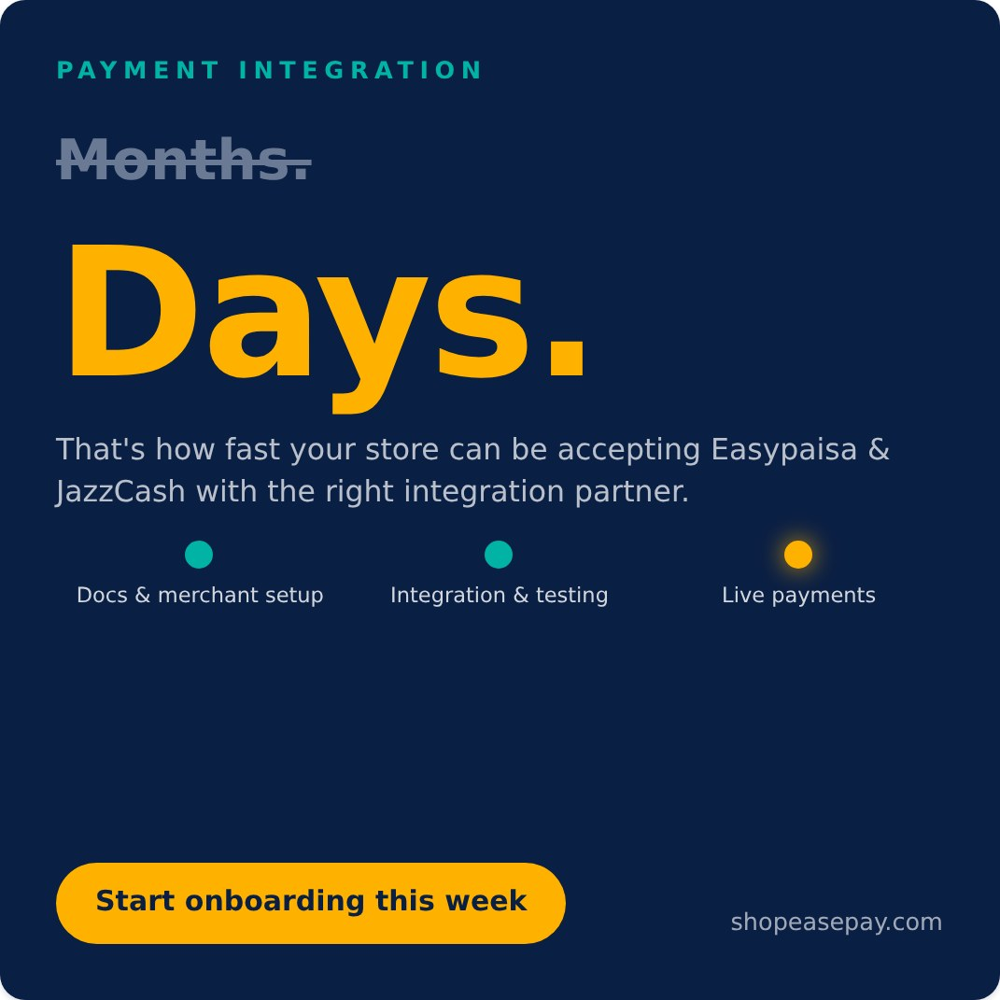 PAYMENT INTEGRATION
Months.
Days.
That's how fast your store can be accepting Easypaisa &
JazzCash with the right integration partner.
Docs & merchant setup
Integration & testing
Live payments
Start onboarding this week
shopeasepay.com